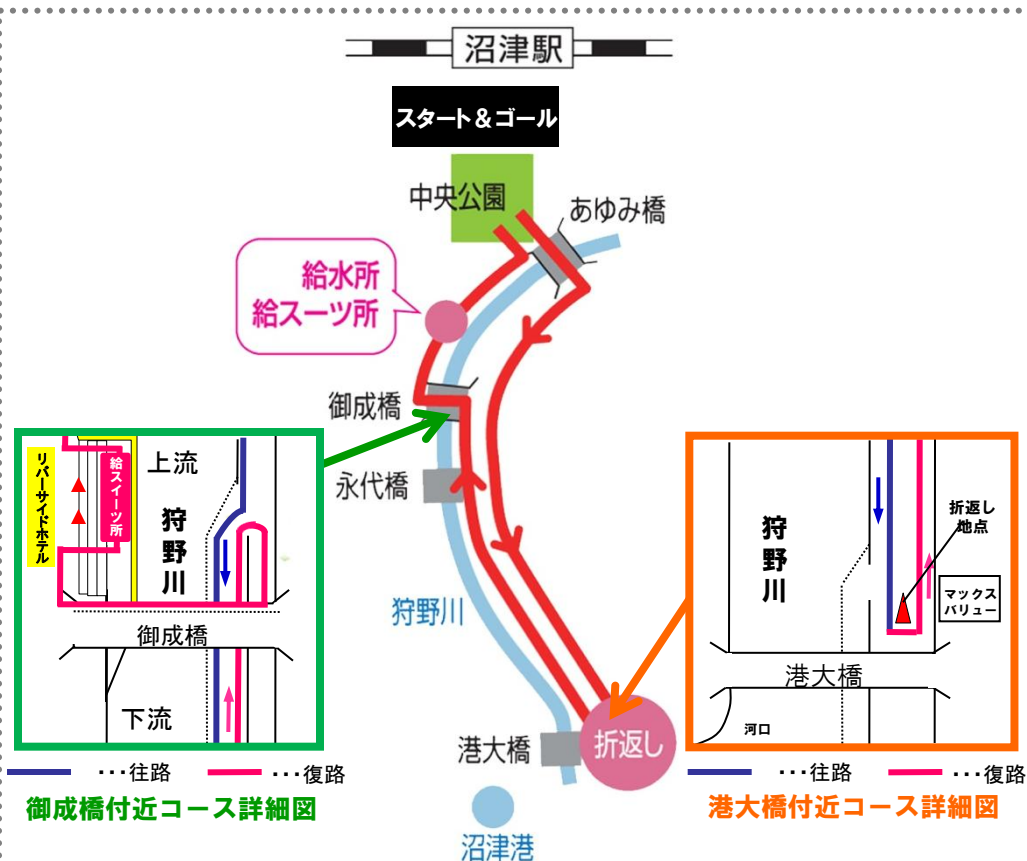 沼津駅
スタート＆ゴール
中央公園
あゆみ橋
給水所
給スーツ所
御成橋
永代橋
狩野川
港大橋
折返し
沼津港
リバーサイドホテル
給スイーツ所
上流
狩野川
御成橋
下流
･･･往路
･･･復路
御成橋付近コース詳細図
狩野川
折返し
地点
マックス
バリュー
港大橋
河口
･･･往路
･･･復路
港大橋付近コース詳細図